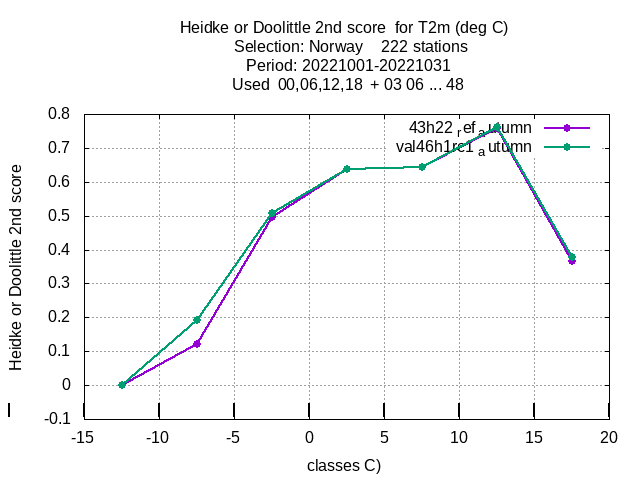 Heidke or Doolittle 2nd score for T2m (deg C)
Selection: Norway 222 stations
Period: 20221001-20221031
Used 00,06,12,18 + 03 06 ... 48
0.8
0.7
0.6
0.5
0.4
0.3
0.2
0.1
0
-0.1
Heidke or Doolittle 2nd score
43h22 ref autumn
val46h1re1 autumn
-15 -10 -5 0 5 10 15 20
classes C)